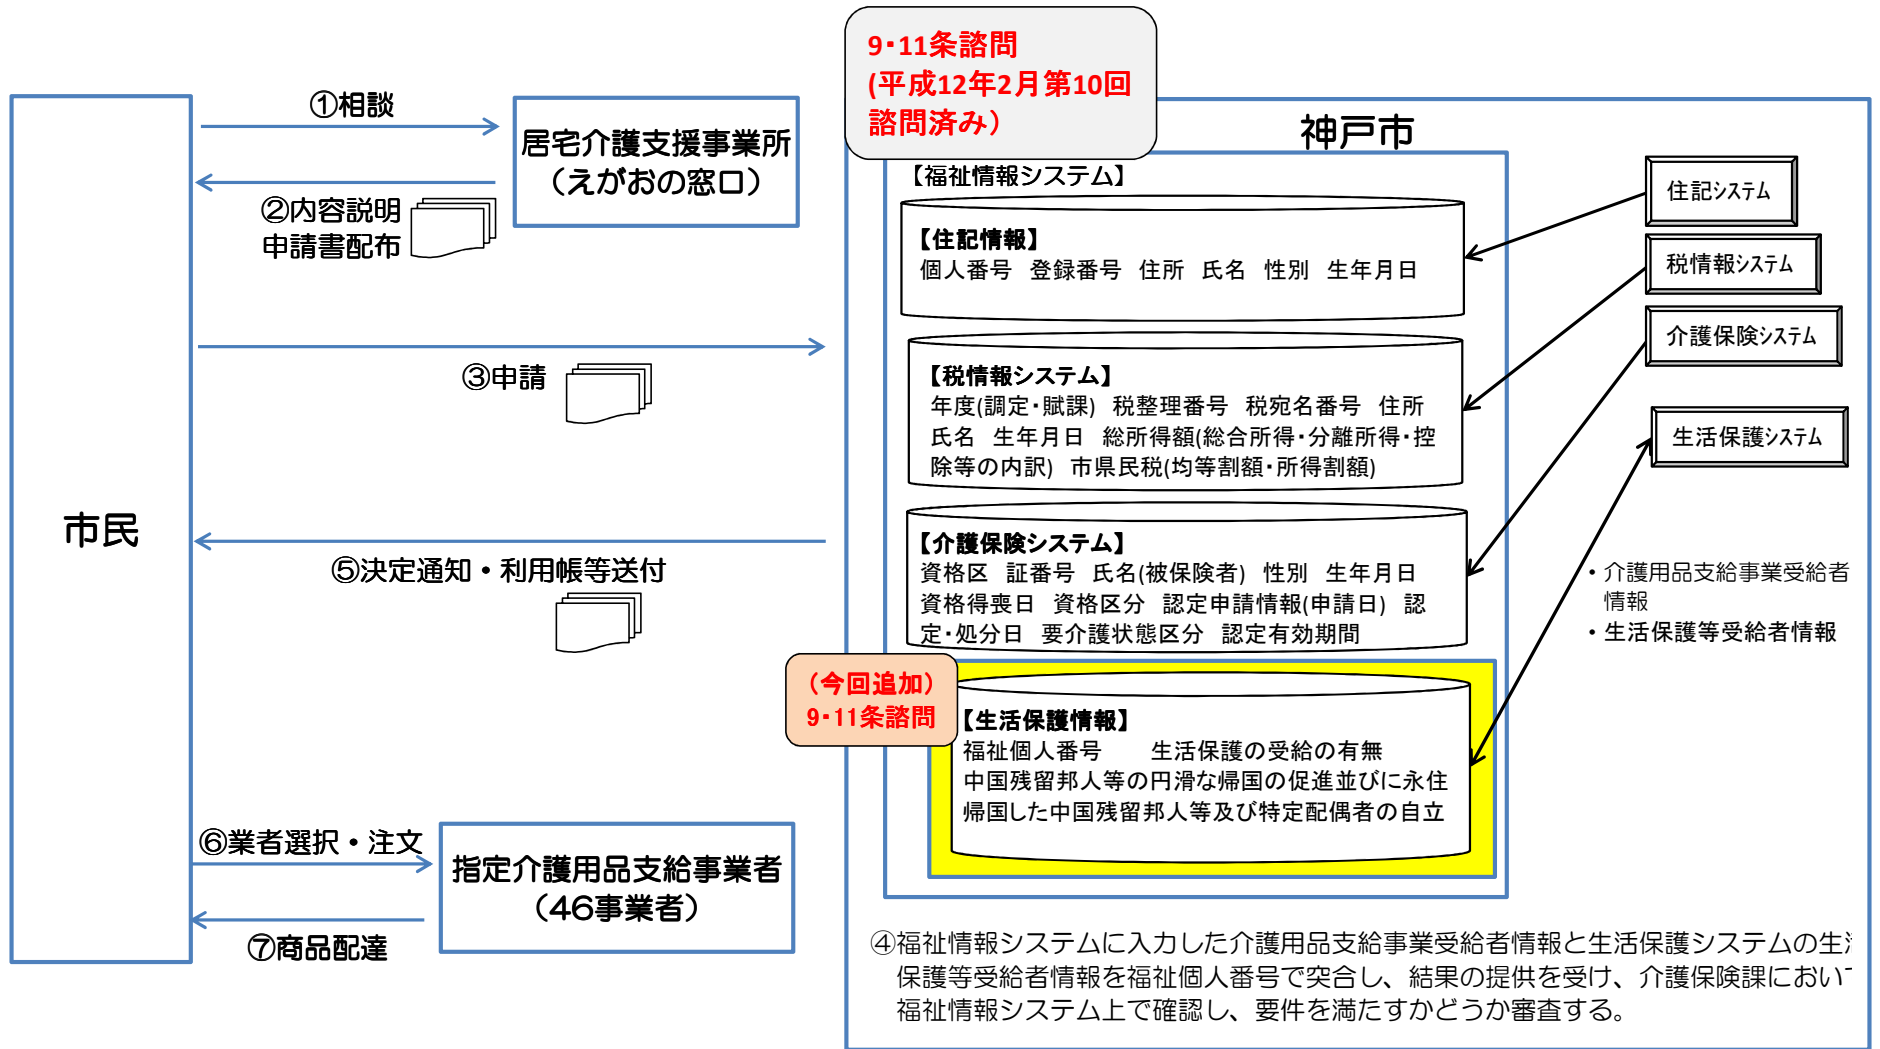 9・11条諮問
(平成12年2月第10回
諮問済み）
神戸市
市民
①相談
居宅介護支援事業所
（えがおの窓口）
②内容説明
申請書配布
③申請
⑤決定通知・利用帳等送付
⑥業者選択・注文
指定介護用品支給事業者
（４６事業者）
⑦商品配達
【福祉情報システム】
【住記情報】
個人番号　登録番号　住所　氏名　性別　生年月日
【税情報システム】
年度(調定・賦課)　税整理番号　税宛名番号　住所
氏名　生年月日　総所得額(総合所得・分離所得・控
除等の内訳)　市県民税(均等割額・所得割額)
【介護保険システム】
資格区　証番号　氏名(被保険者)　性別　生年月日
資格得喪日　資格区分　認定申請情報(申請日)　認
定・処分日　要介護状態区分　認定有効期間
（今回追加）
9・11条諮問
【生活保護情報】
福祉個人番号　　生活保護の受給の有無
中国残留邦人等の円滑な帰国の促進並びに永住
帰国した中国残留邦人等及び特定配偶者の自立
住記ｼｽﾃﾑ
税情報ｼｽﾃﾑ
介護保険ｼｽﾃﾑ
生活保護ｼｽﾃﾑ
・介護用品支給事業受給者
情報
・生活保護等受給者情報
④福祉情報システムに入力した介護用品支給事業受給者情報と生活保護システムの生
保護等受給者情報を福祉個人番号で突合し、結果の提供を受け、介護保険課におい
福祉情報システム上で確認し、要件を満たすかどうか審査する。